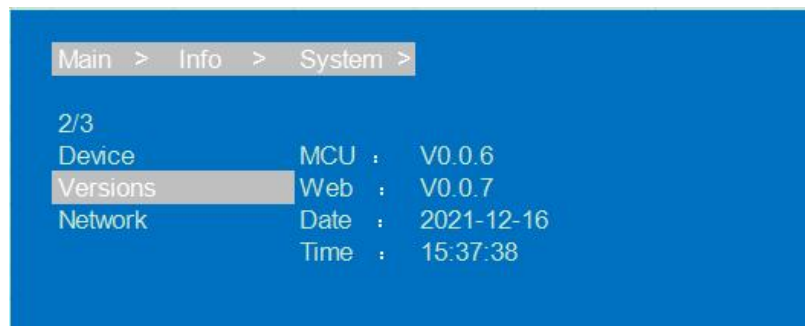 Main > Info > System >
2/3
Device MCU : V0.0.6
Versions Web : V0.0.7
Network Date : 2021-12-16
Time : 15:37:38